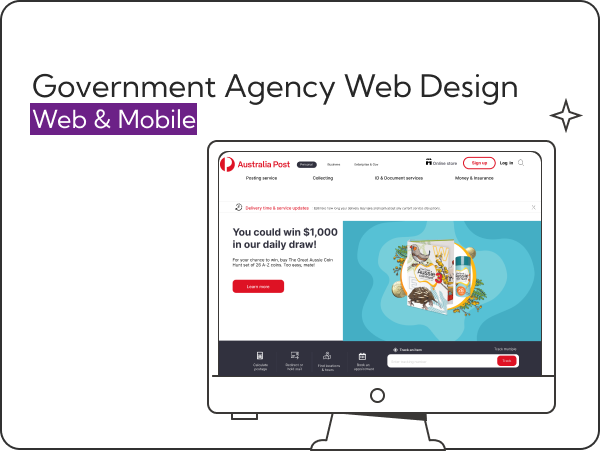 Government Agency Web Design
Web & Mobile
Australia Post
Personal
Business
Enterprise & Gov
Online store
Sign up
Log in
Posting service
Collecting
ID & Document services
Money & Insurance
Delivery time & service updates
You could win $1,000
in our daily draw!
For your chance to win, buy The Great Aussie Coin
Hunt set of 26 A-Z coins. Too easy, mate!
Learn more
Aussie
3
Aussie
Calculate
postage
Redirect or
hold mail
Find locations
& hours
Book an
appointment
Track an item
Track multiple
Track